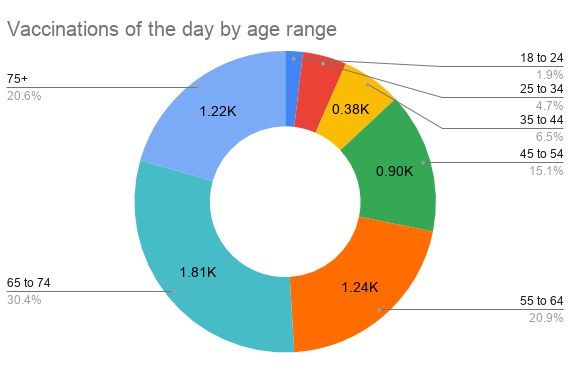 Vaccinations of the day by age range
18 to 24
1.9%
25 to 34
4.7%
35 to 44
6.5%
45 to 54
15.1%
55 to 64
20.9%
65 to 74
30.4%
75+
20.6%
0.38K
0.90K
1.24K
1.81K
1.22K